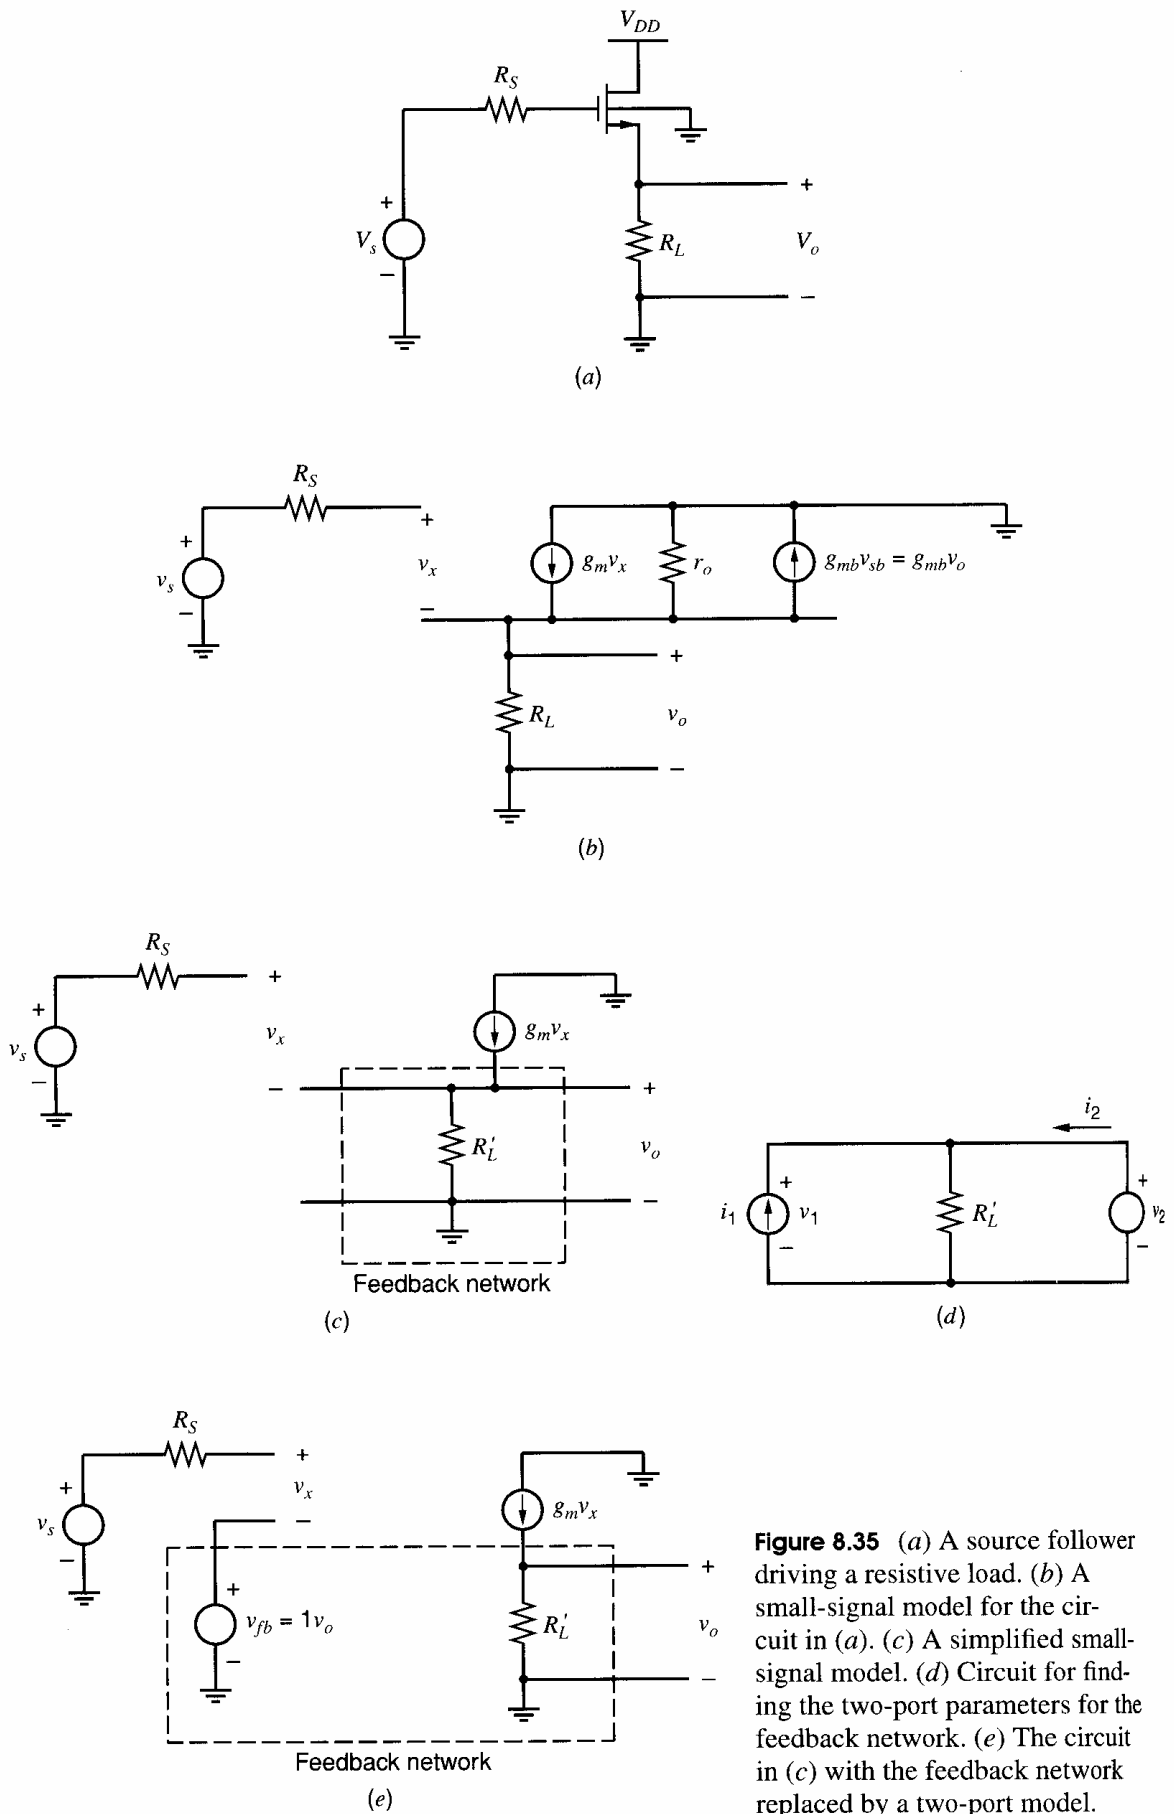 V_DD
R_S
+
V_s
−
+
R_L V_o
−
(a)
R_S
+
v_s
−
+
v_x
−
g_m v_x
r_o
g_mb v_sb = g_mb v_o
+
R_L v_o
−
(b)
R_S
+
v_s
−
+
v_x
−
g_m v_x
+
R′_L v_o
−
Feedback network
(c)
i_2
+
i_1 v_1
−
R′_L
+
v_2
−
(d)
R_S
+
v_s
−
+
v_x
−
g_m v_x
+
v_fb = 1v_o
−
+
R′_L v_o
−
Feedback network
(e)
Figure 8.35 (a) A source follower
driving a resistive load. (b) A
small-signal model for the cir-
cuit in (a). (c) A simplified small-
signal model. (d) Circuit for find-
ing the two-port parameters for the
feedback network. (e) The circuit
in (c) with the feedback network
replaced by a two-port model.